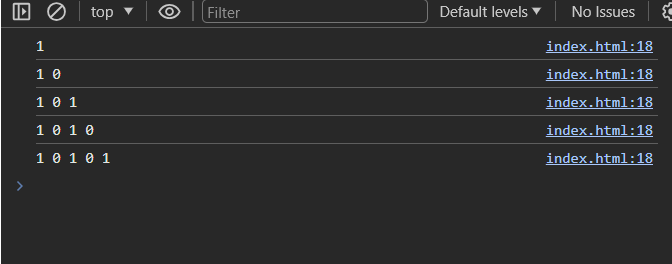 top Filter Default levels No Issues
1 index.html:18
1 0 index.html:18
1 0 1 index.html:18
1 0 1 0 index.html:18
1 0 1 0 1 index.html:18